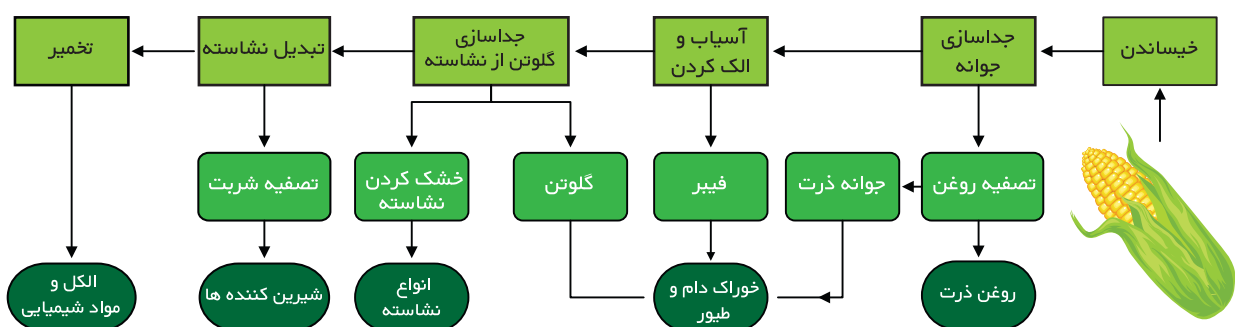 خیساندن
جداسازی
جوانه
آسیاب و
الک کردن
جداسازی
گلوتن از نشاسته
تبدیل نشاسته
تخمیر
تصفیه روغن
جوانه ذرت
فیبر
گلوتن
خشک کردن
نشاسته
تصفیه شربت
روغن ذرت
خوراک دام و
طیور
انواع
نشاسته
شیرین کننده ها
الکل و
مواد شیمیایی